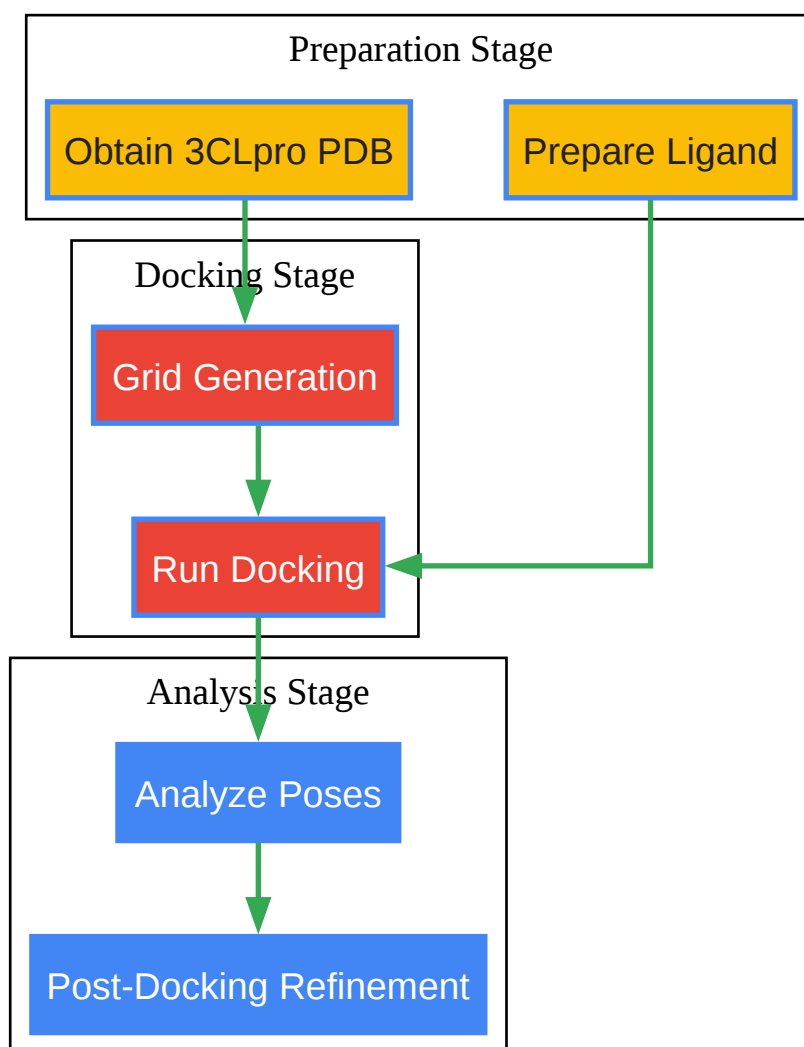 Preparation Stage
Obtain 3CLpro PDB
Prepare Ligand
Docking Stage
Grid Generation
Run Docking
Analysis Stage
Analyze Poses
Post-Docking Refinement